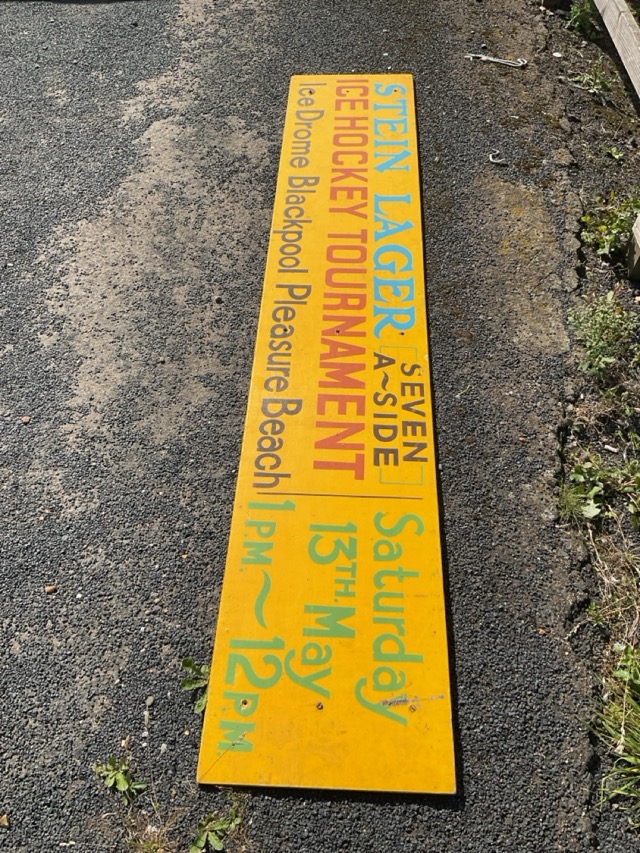 STEIN LAGER
SEVEN
A~SIDE
ICE HOCKEY TOURNAMENT
Ice Drome Blackpool Pleasure Beach
Saturday
13TH. May
1PM. ~ 12PM